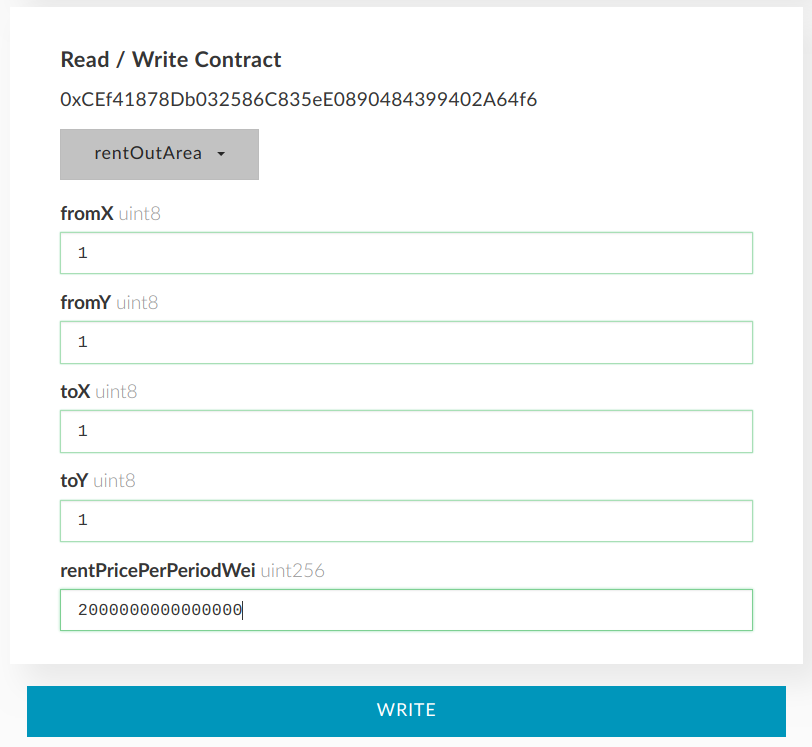 Read / Write Contract
0xCEf41878Db032586C835eE0890484399402A64f6
rentOutArea
fromX uint8
1
fromY uint8
1
toX uint8
1
toY uint8
1
rentPricePerPeriodWei uint256
2000000000000000
WRITE